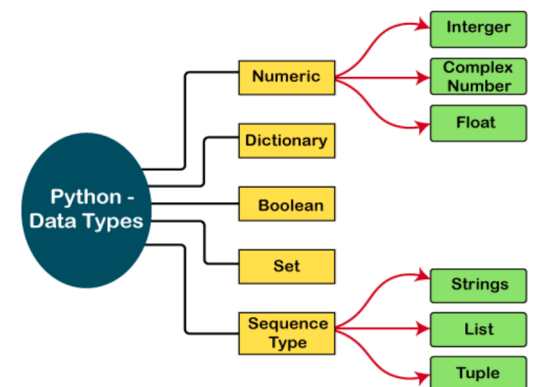 Python -
Data Types
Numeric
Dictionary
Boolean
Set
Sequence
Type
Interger
Complex
Number
Float
Strings
List
Tuple